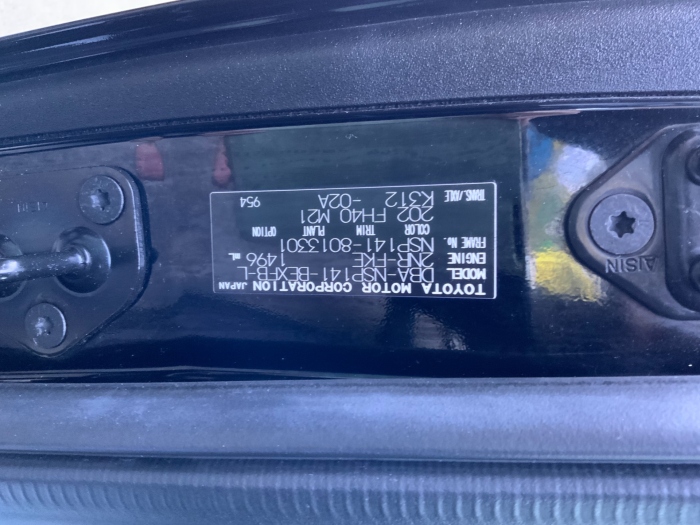 TOYOTA MOTOR CORPORATION JAPAN
MODEL DBA-NSP141-BEXFB-L
ENGINE 2NR-FKE 1496 mL
FRAME No. NSP141-8013301
COLOR TRIM PLANT OPTION
202 FH40 M21
TRANS./AXLE K312 -02A
954
AISIN